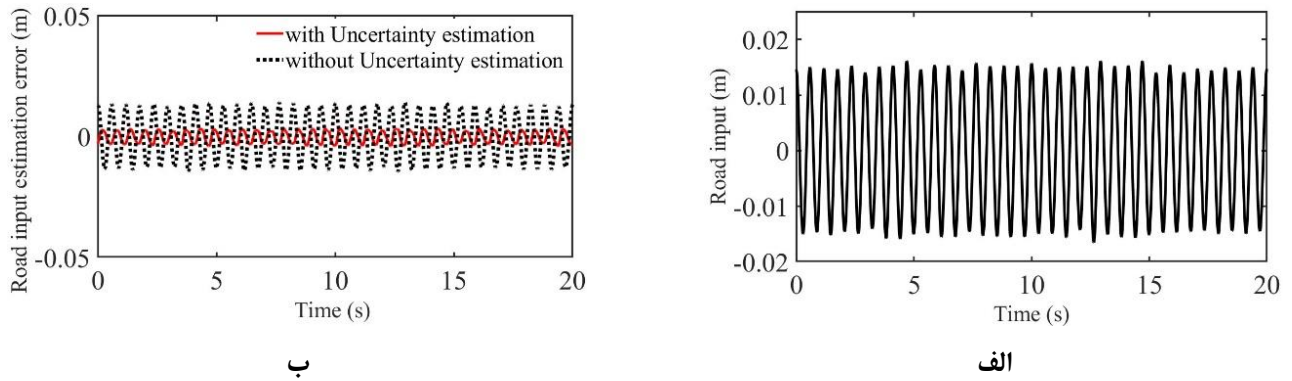 Road input estimation error (m)
0.05
0
-0.05
with Uncertainty estimation
without Uncertainty estimation
0 5 10 15 20
Time (s)
ب
Road input (m)
0.02
0.01
0
-0.01
-0.02
0 5 10 15 20
Time (s)
الف